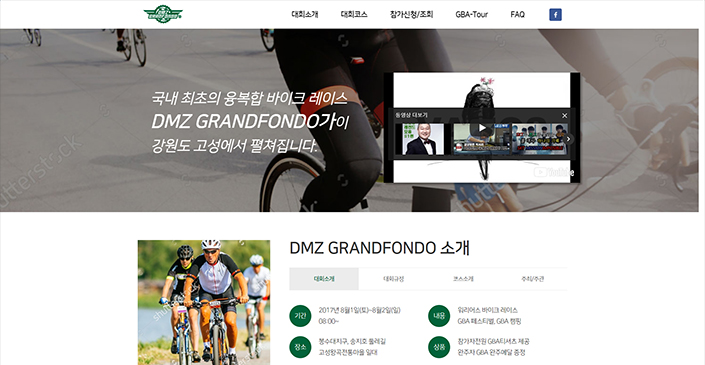 DMZ
GRANDFONDO
대회소개 대회코스 참가신청/조회 GBA-Tour FAQ
국내 최초의 융복합 바이크 레이스
DMZ GRANDFONDO가이
강원도 고성에서 펼쳐집니다.
동영상 더보기
YouTube
shutterstock
DMZ GRANDFONDO 소개
대회소개 대회규정 코스소개 주최/주관
기간 2017년 8월1일(토)~8월2일(일)
08:00~
내용 워리어스 바이크 레이스
GBA 페스티벌, GBA 캠핑
장소 봉수대지구, 송지호 둘레길
고성왕곡전통마을 일대
상품 참가자전원 GBA티셔츠 제공
완주자 GBA 완주메달 증정